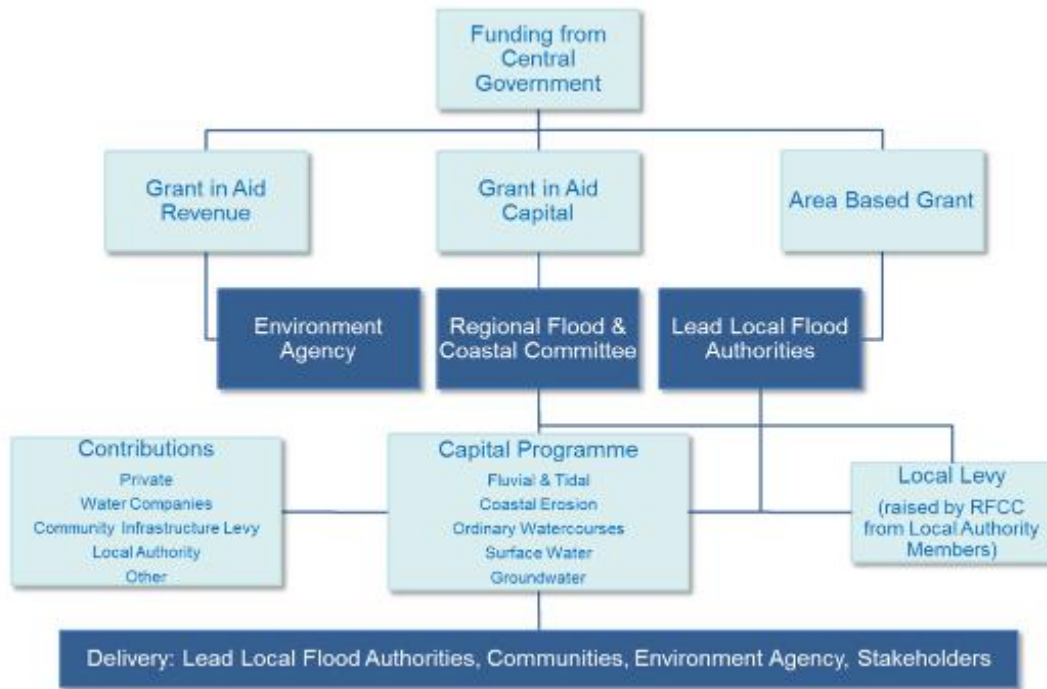 Funding from
Central
Government
Grant in Aid
Revenue
Grant in Aid
Capital
Area Based Grant
Environment
Agency
Regional Flood &
Coastal Committee
Lead Local Flood
Authorities
Contributions
Private
Water Companies
Community Infrastructure Levy
Local Authority
Other
Capital Programme
Fluvial & Tidal
Coastal Erosion
Ordinary Watercourses
Surface Water
Groundwater
Local Levy
(raised by RFCC
from Local Authority
Members)
Delivery: Lead Local Flood Authorities, Communities, Environment Agency, Stakeholders